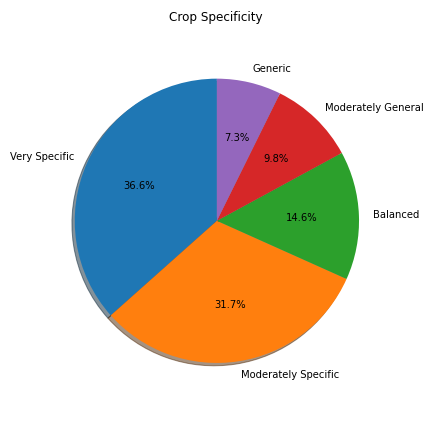 Crop Specificity
Generic
Moderately General
Very Specific
7.3%
9.8%
36.6%
14.6%
Balanced
31.7%
Moderately Specific